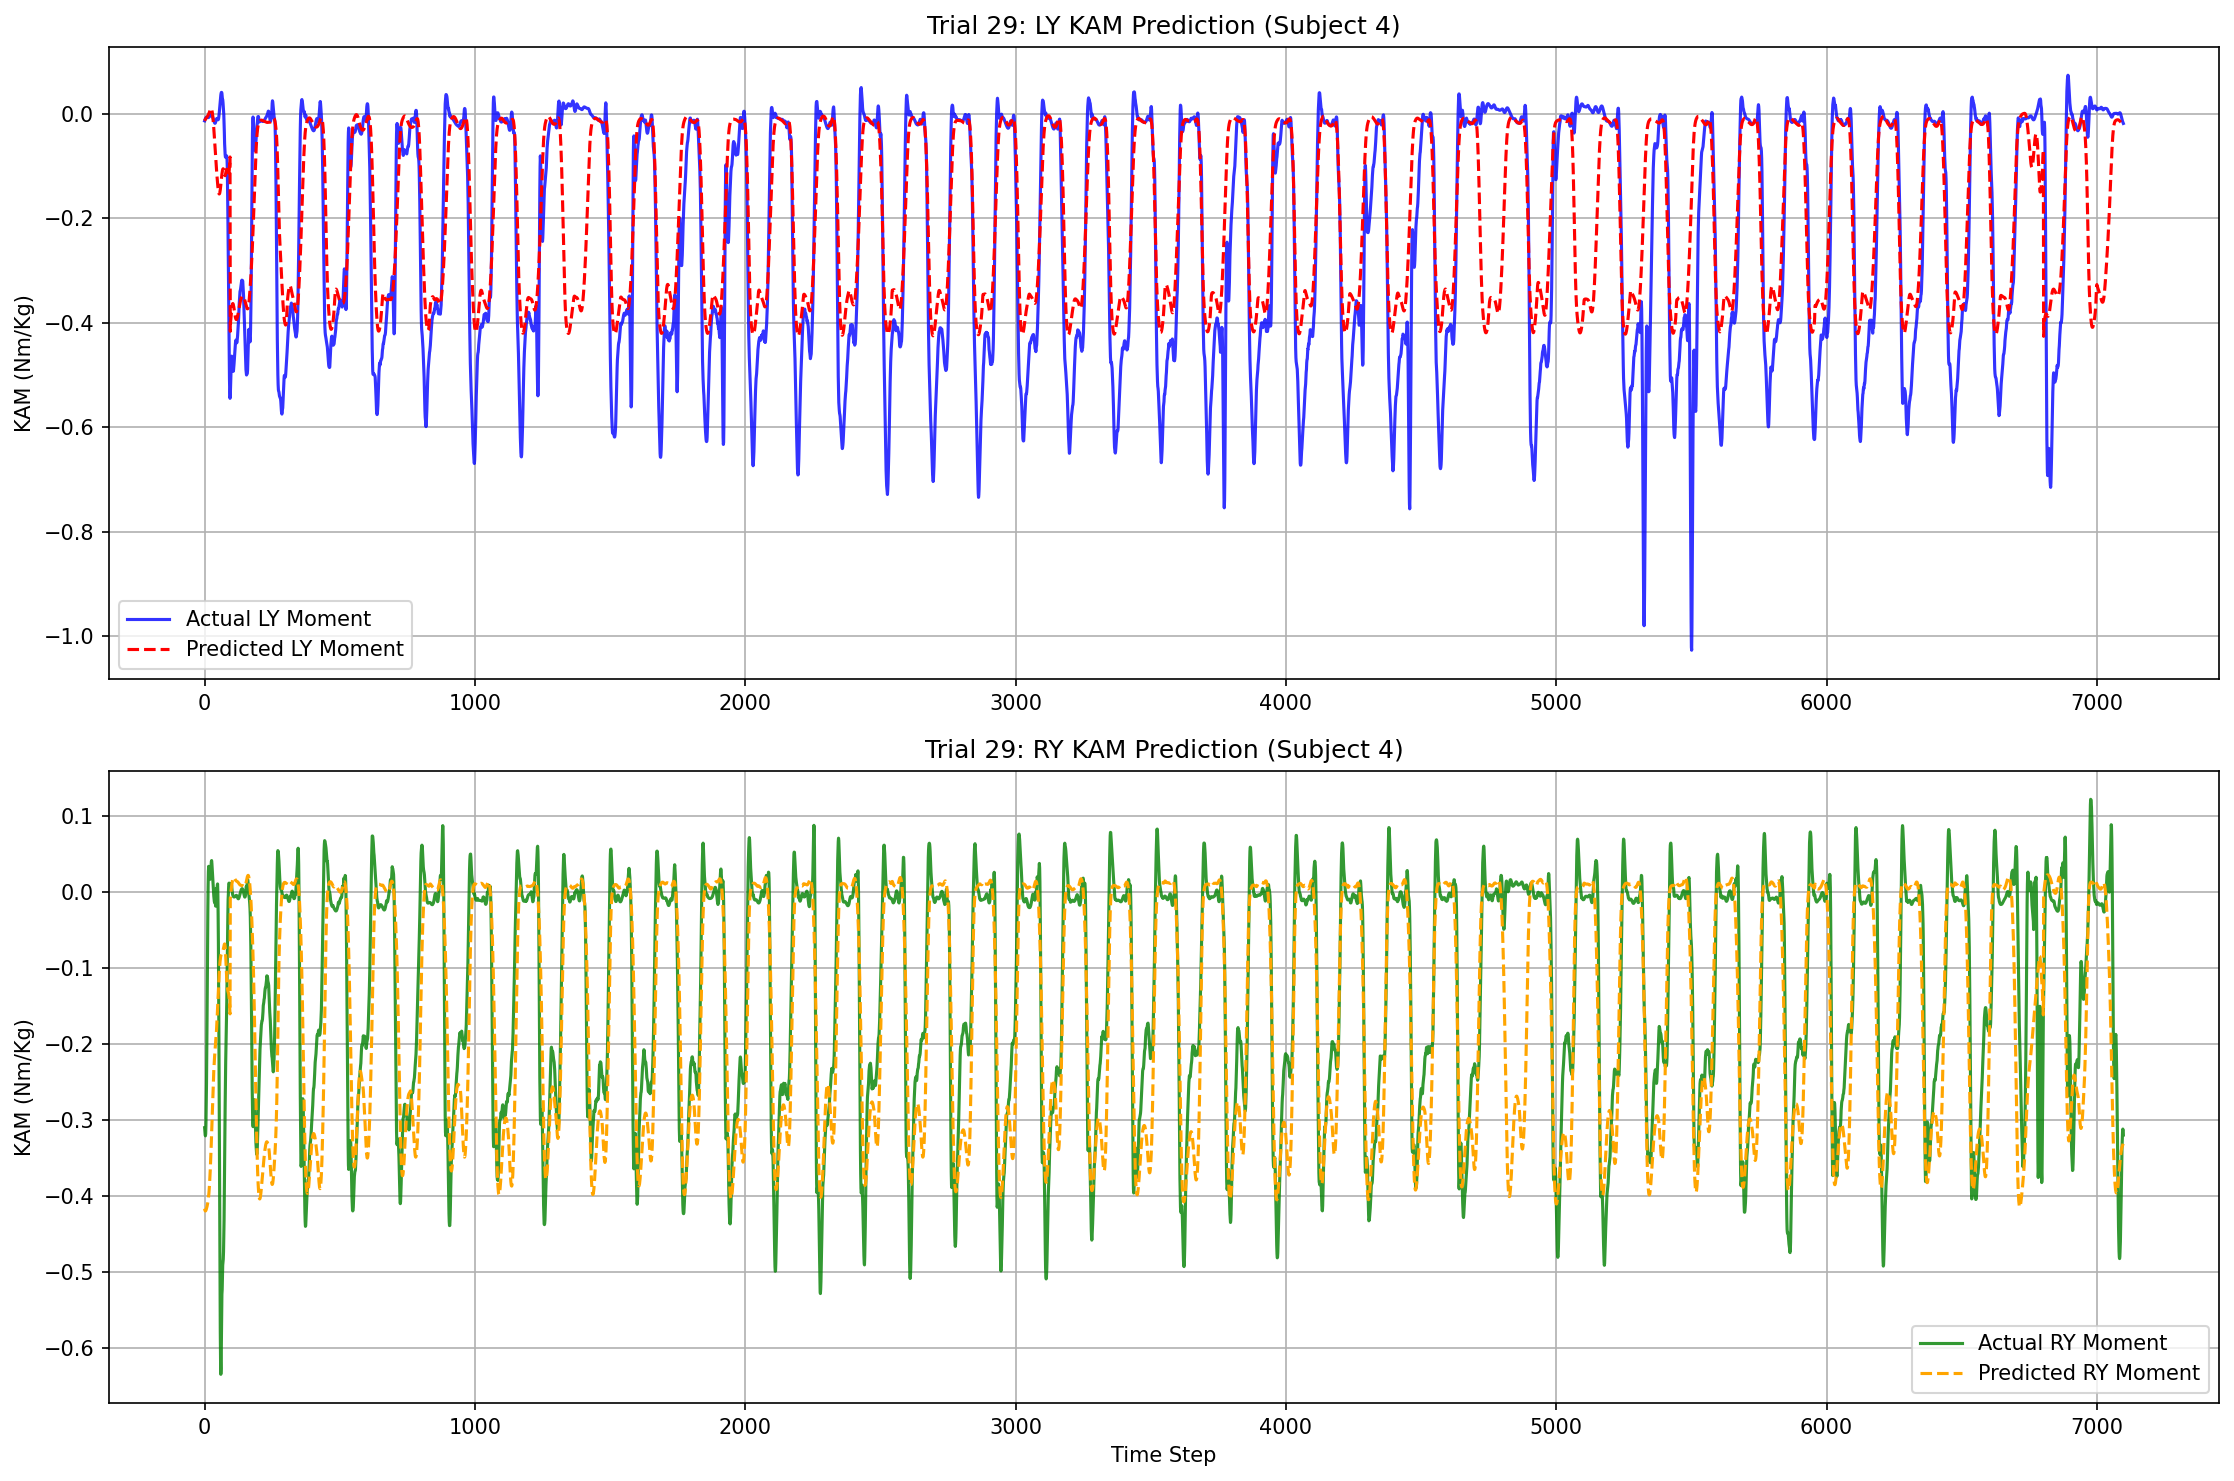 Trial 29: LY KAM Prediction (Subject 4)
KAM (Nm/Kg)
0.0
−0.2
−0.4
−0.6
−0.8
−1.0
Actual LY Moment
Predicted LY Moment
0 1000 2000 3000 4000 5000 6000 7000
Trial 29: RY KAM Prediction (Subject 4)
KAM (Nm/Kg)
0.1
0.0
−0.1
−0.2
−0.3
−0.4
−0.5
−0.6
Actual RY Moment
Predicted RY Moment
0 1000 2000 3000 4000 5000 6000 7000
Time Step